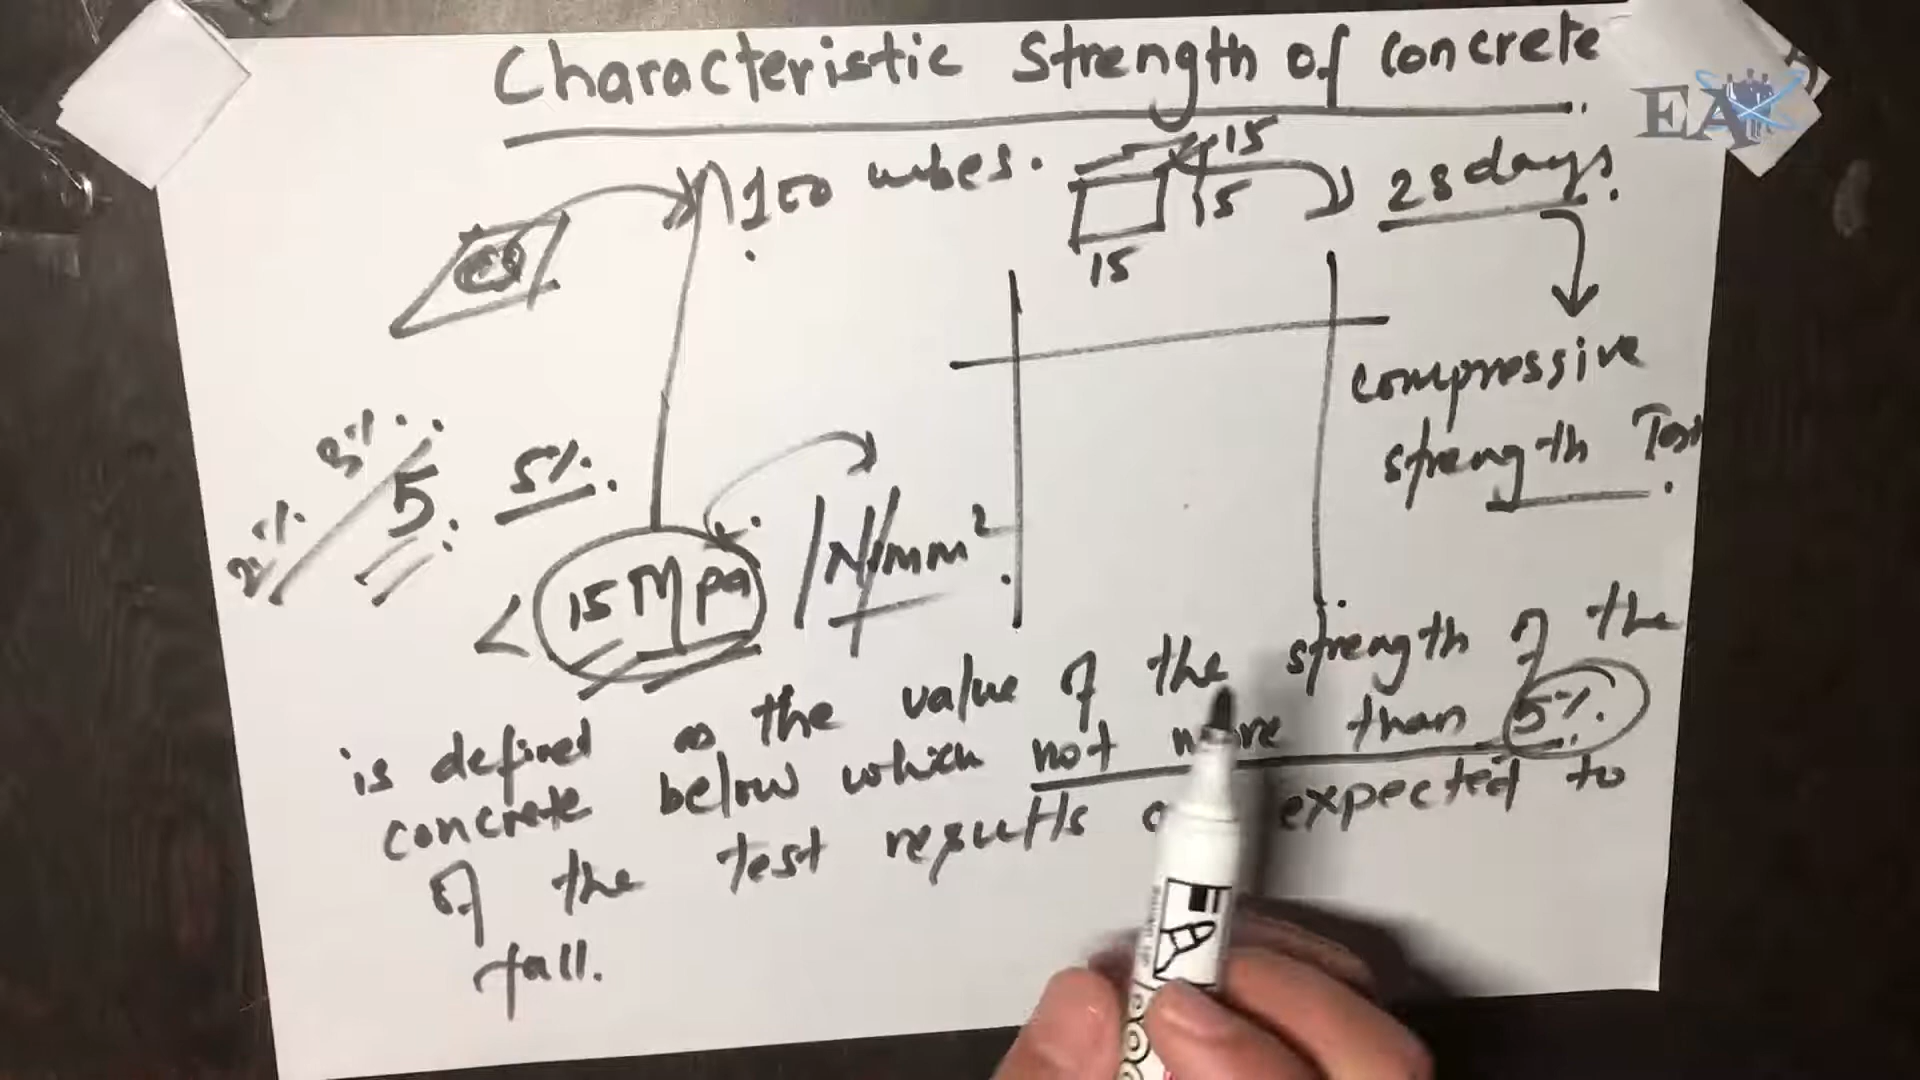 Characteristic Strength of Concrete
EA
100 cubes.
15
15
15
28 days.
compressive
strength Test
3%
5
5%.
2%
< 15 Mpa / N/mm²
is defined as the value of the strength of the
concrete below which not more than 5%.
of the test results expected to
fall.